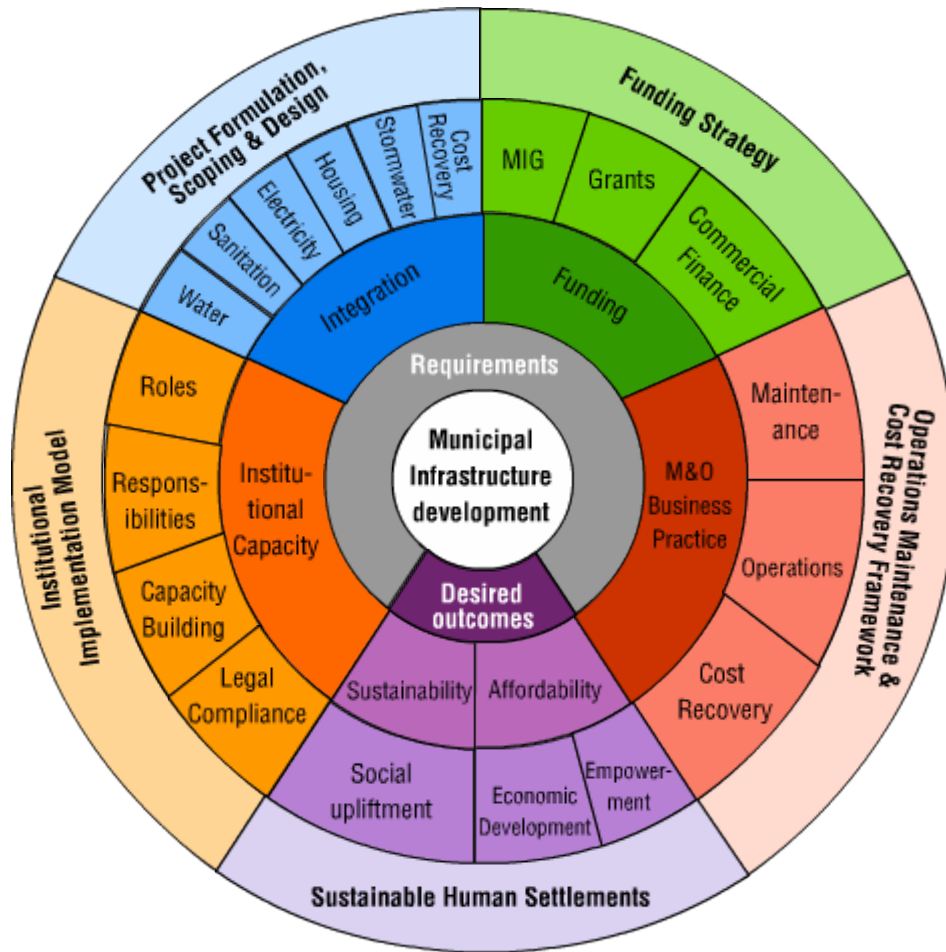 Project Formulation,
Scoping & Design
Funding Strategy
Operations Maintenance &
Cost Recovery Framework
Sustainable Human Settlements
Institutional
Implementation Model
Water
Sanitation
Electricity
Housing
Stormwater
Cost
Recovery
MIG
Grants
Commercial
Finance
Mainten-
ance
Operations
Cost
Recovery
Empower-
ment
Economic
Development
Social
upliftment
Legal
Compliance
Capacity
Building
Respons-
ibilities
Roles
Integration
Funding
M&O
Business
Practice
Affordability
Sustainability
Institu-
tional
Capacity
Requirements
Municipal
Infrastructure
development
Desired
outcomes